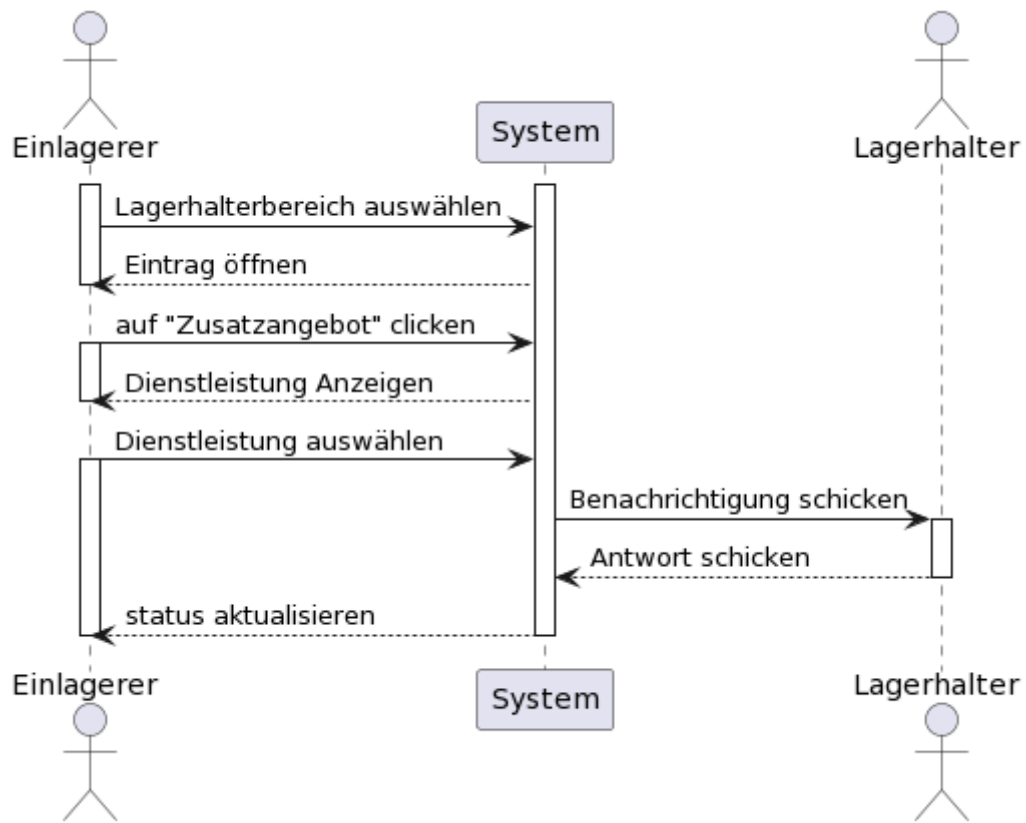 Einlagerer
System
Lagerhalter
Lagerhalterbereich auswählen
Eintrag öffnen
auf "Zusatzangebot" clicken
Dienstleistung Anzeigen
Dienstleistung auswählen
Benachrichtigung schicken
Antwort schicken
status aktualisieren
Einlagerer
System
Lagerhalter